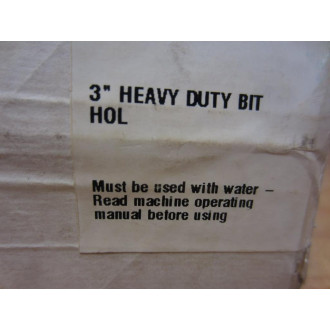 3" HEAVY DUTY BIT
HOL
Must be used with water –
Read machine operating
manual before using